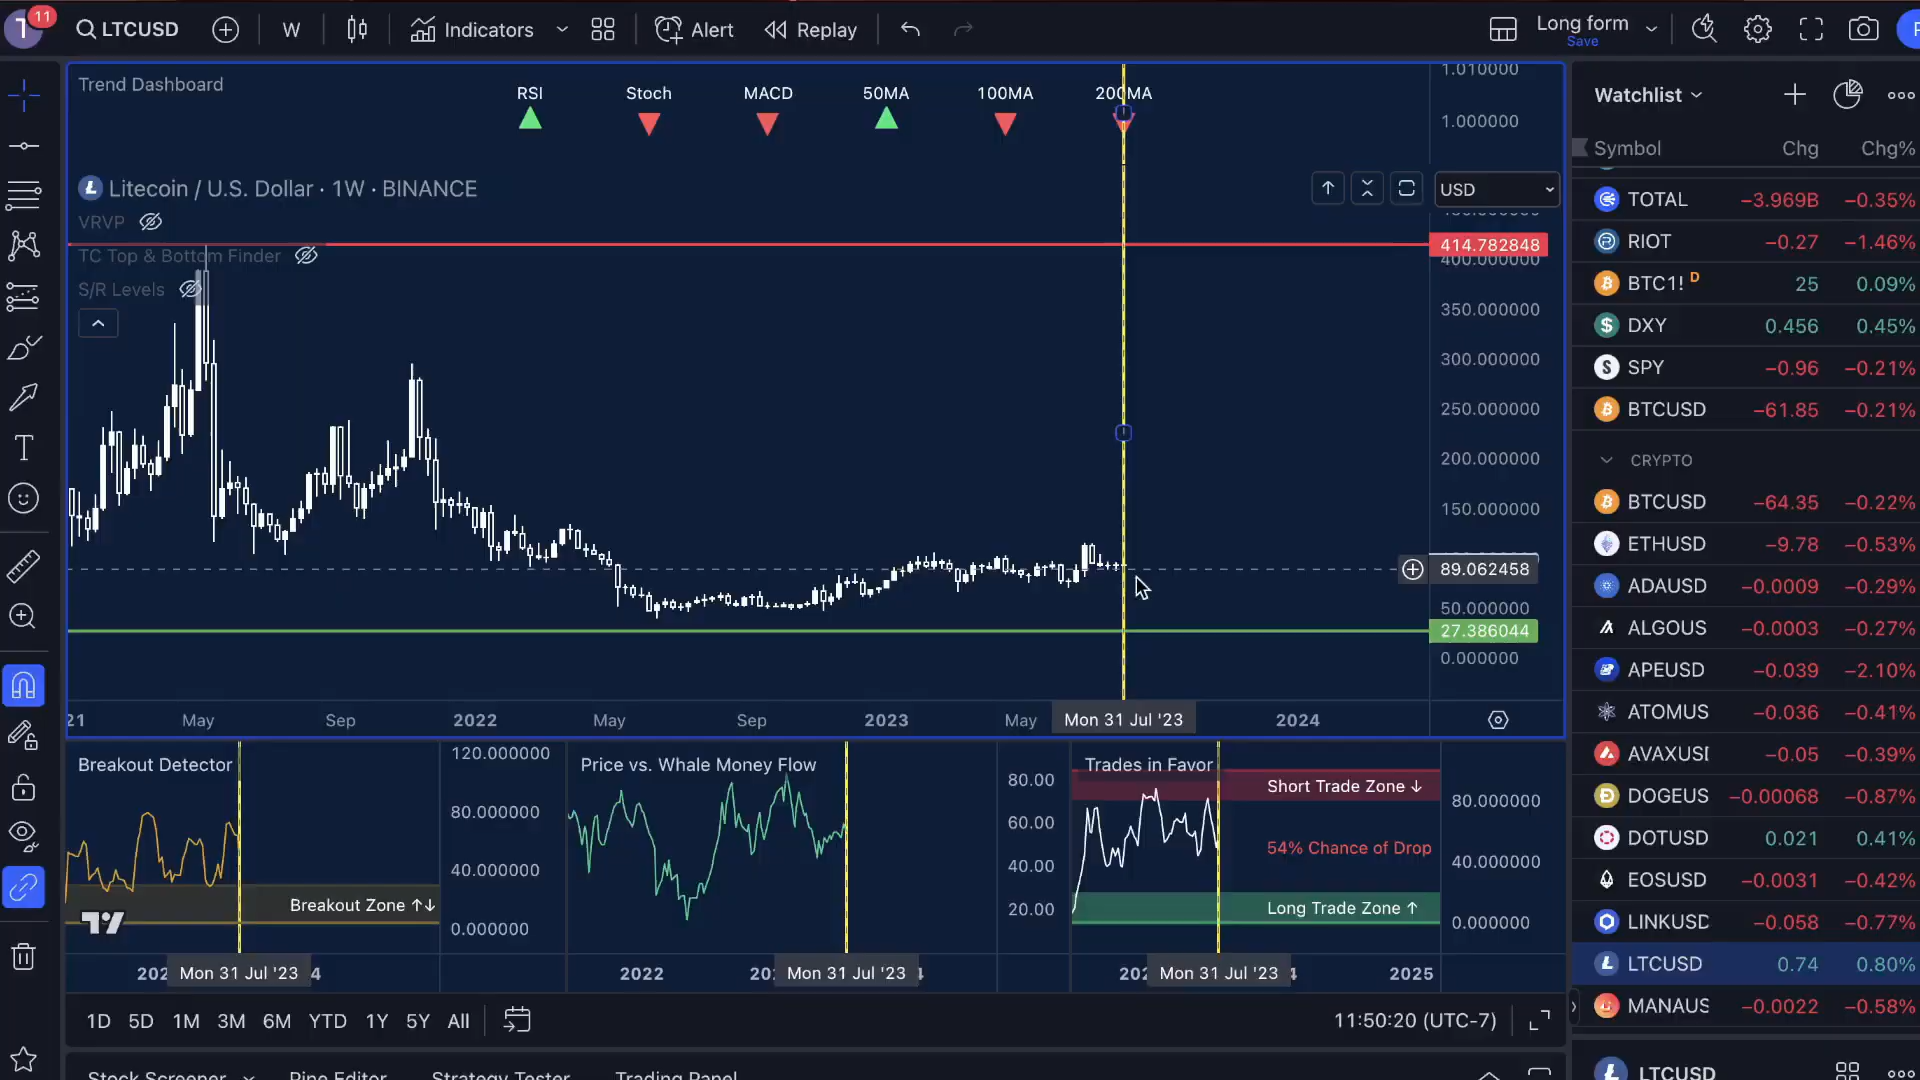 T 11 LTCUSD W Indicators Alert Replay Long form
Save
Trend Dashboard
RSI Stoch MACD 50MA 100MA 200MA
1.010000
1.000000
Litecoin / U.S. Dollar · 1W · BINANCE
USD
VRVP
414.782848
TC Top & Bottom Finder
400.000000
S/R Levels
350.000000
300.000000
250.000000
200.000000
150.000000
89.062458
50.000000
27.386044
0.000000
21 May Sep 2022 May Sep 2023 May Mon 31 Jul '23 2024
Breakout Detector
120.000000
80.000000
40.000000
0.000000
Breakout Zone ↑↓
Mon 31 Jul '23 4
Price vs. Whale Money Flow
80.00
60.00
40.00
20.00
2022 Mon 31 Jul '23
Trades in Favor
Short Trade Zone ↓
80.000000
54% Chance of Drop
40.000000
Long Trade Zone ↑
0.000000
Mon 31 Jul '23 2025
1D 5D 1M 3M 6M YTD 1Y 5Y All
11:50:20 (UTC-7)
Stock Screener Pine Editor Strategy Tester Trading Panel
Watchlist
Symbol Chg Chg%
TOTAL −3.969B −0.35%
RIOT −0.27 −1.46%
BTC1! D 25 0.09%
DXY 0.456 0.45%
SPY −0.96 −0.21%
BTCUSD −61.85 −0.21%
CRYPTO
BTCUSD −64.35 −0.22%
ETHUSD −9.78 −0.53%
ADAUSD −0.0009 −0.29%
ALGOUS −0.0003 −0.27%
APEUSD −0.039 −2.10%
ATOMUS −0.036 −0.41%
AVAXUSI −0.05 −0.39%
DOGEUS −0.00068 −0.87%
DOTUSD 0.021 0.41%
EOSUSD −0.0031 −0.42%
LINKUSD −0.058 −0.77%
LTCUSD 0.74 0.80%
MANAUS −0.0022 −0.58%
LTCUSD